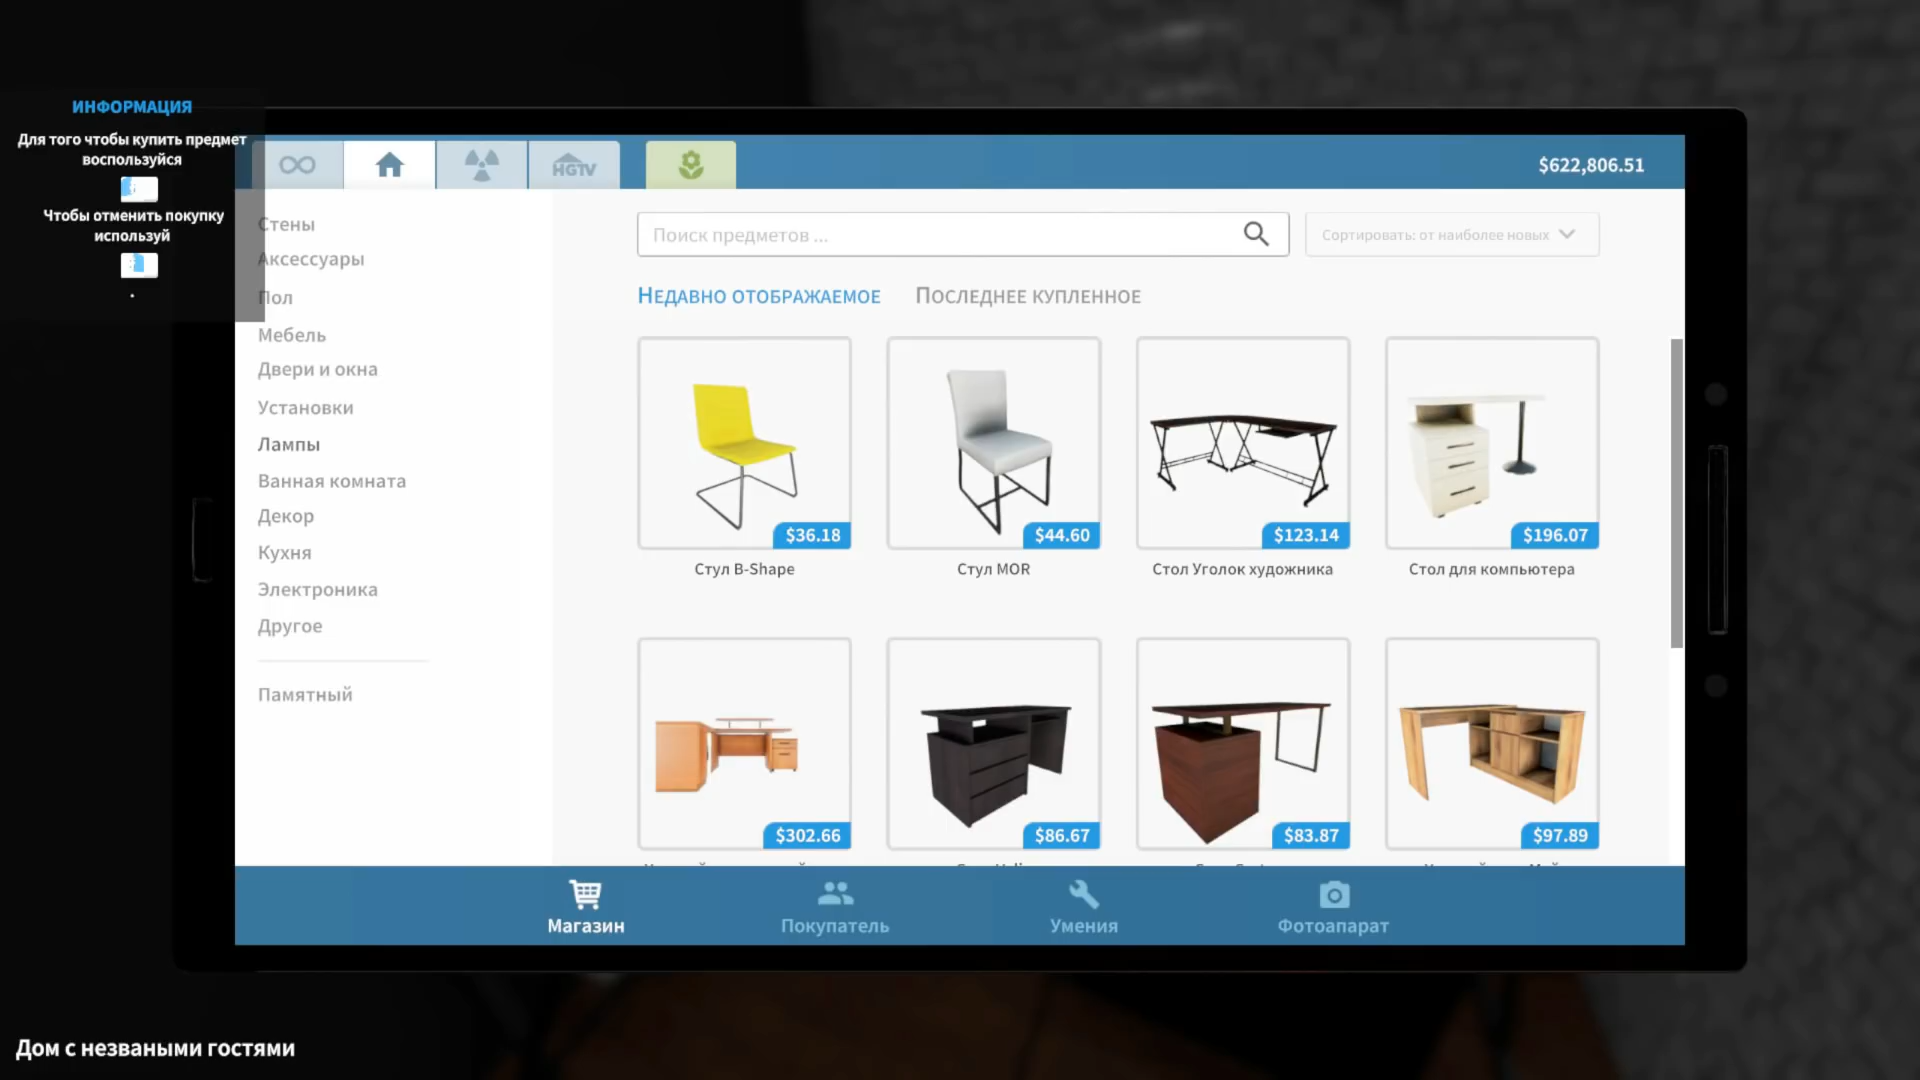 ИНФОРМАЦИЯ
Для того чтобы купить предмет
воспользуйся
Чтобы отменить покупку
используй
.
HGTV
$622,806.51
Стены
Аксессуары
Пол
Мебель
Двери и окна
Установки
Лампы
Ванная комната
Декор
Кухня
Электроника
Другое
Памятный
Поиск предметов ...
Сортировать: от наиболее новых
НЕДАВНО ОТОБРАЖАЕМОЕ
ПОСЛЕДНЕЕ КУПЛЕННОЕ
$36.18
$44.60
$123.14
$196.07
Стул B-Shape
Стул MOR
Стол Уголок художника
Стол для компьютера
$302.66
$86.67
$83.87
$97.89
Магазин
Покупатель
Умения
Фотоапарат
Дом с незваными гостями